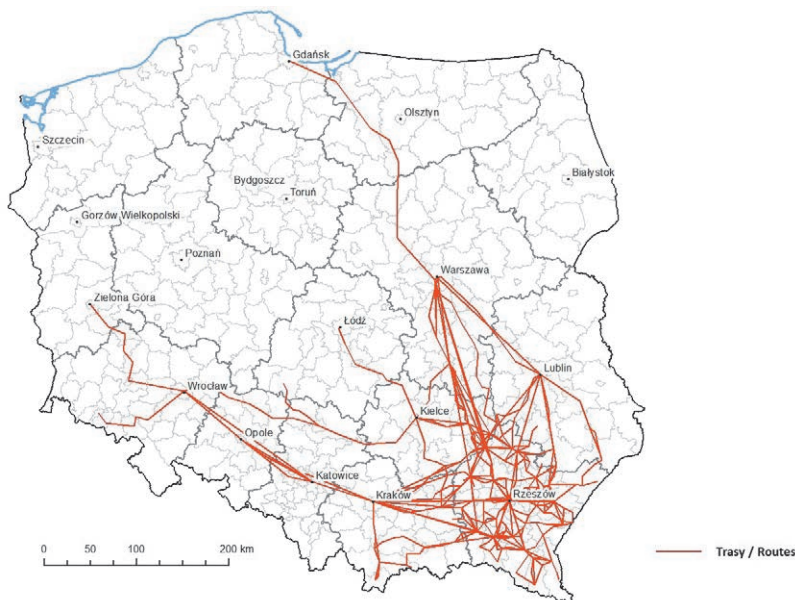 Gdańsk
Olsztyn
Szczecin
Białystok
Bydgoszcz
Toruń
Gorzów Wielkopolski
Poznań
Warszawa
Zielona Góra
Łódź
Lublin
Wrocław
Kielce
Opole
Katowice
Kraków
Rzeszów
0 50 100 200 km
Trasy / Routes